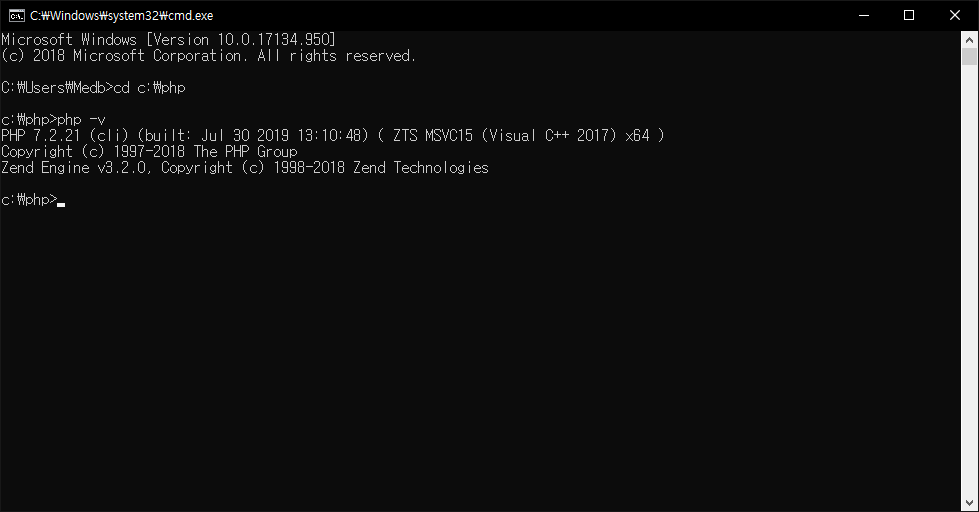 C:₩Windows₩system32₩cmd.exe
Microsoft Windows [Version 10.0.17134.950]
(c) 2018 Microsoft Corporation. All rights reserved.
C:₩Users₩Medb>cd c:₩php
c:₩php>php -v
PHP 7.2.21 (cli) (built: Jul 30 2019 13:10:48) ( ZTS MSVC15 (Visual C++ 2017) x64 )
Copyright (c) 1997-2018 The PHP Group
Zend Engine v3.2.0, Copyright (c) 1998-2018 Zend Technologies
c:₩php>